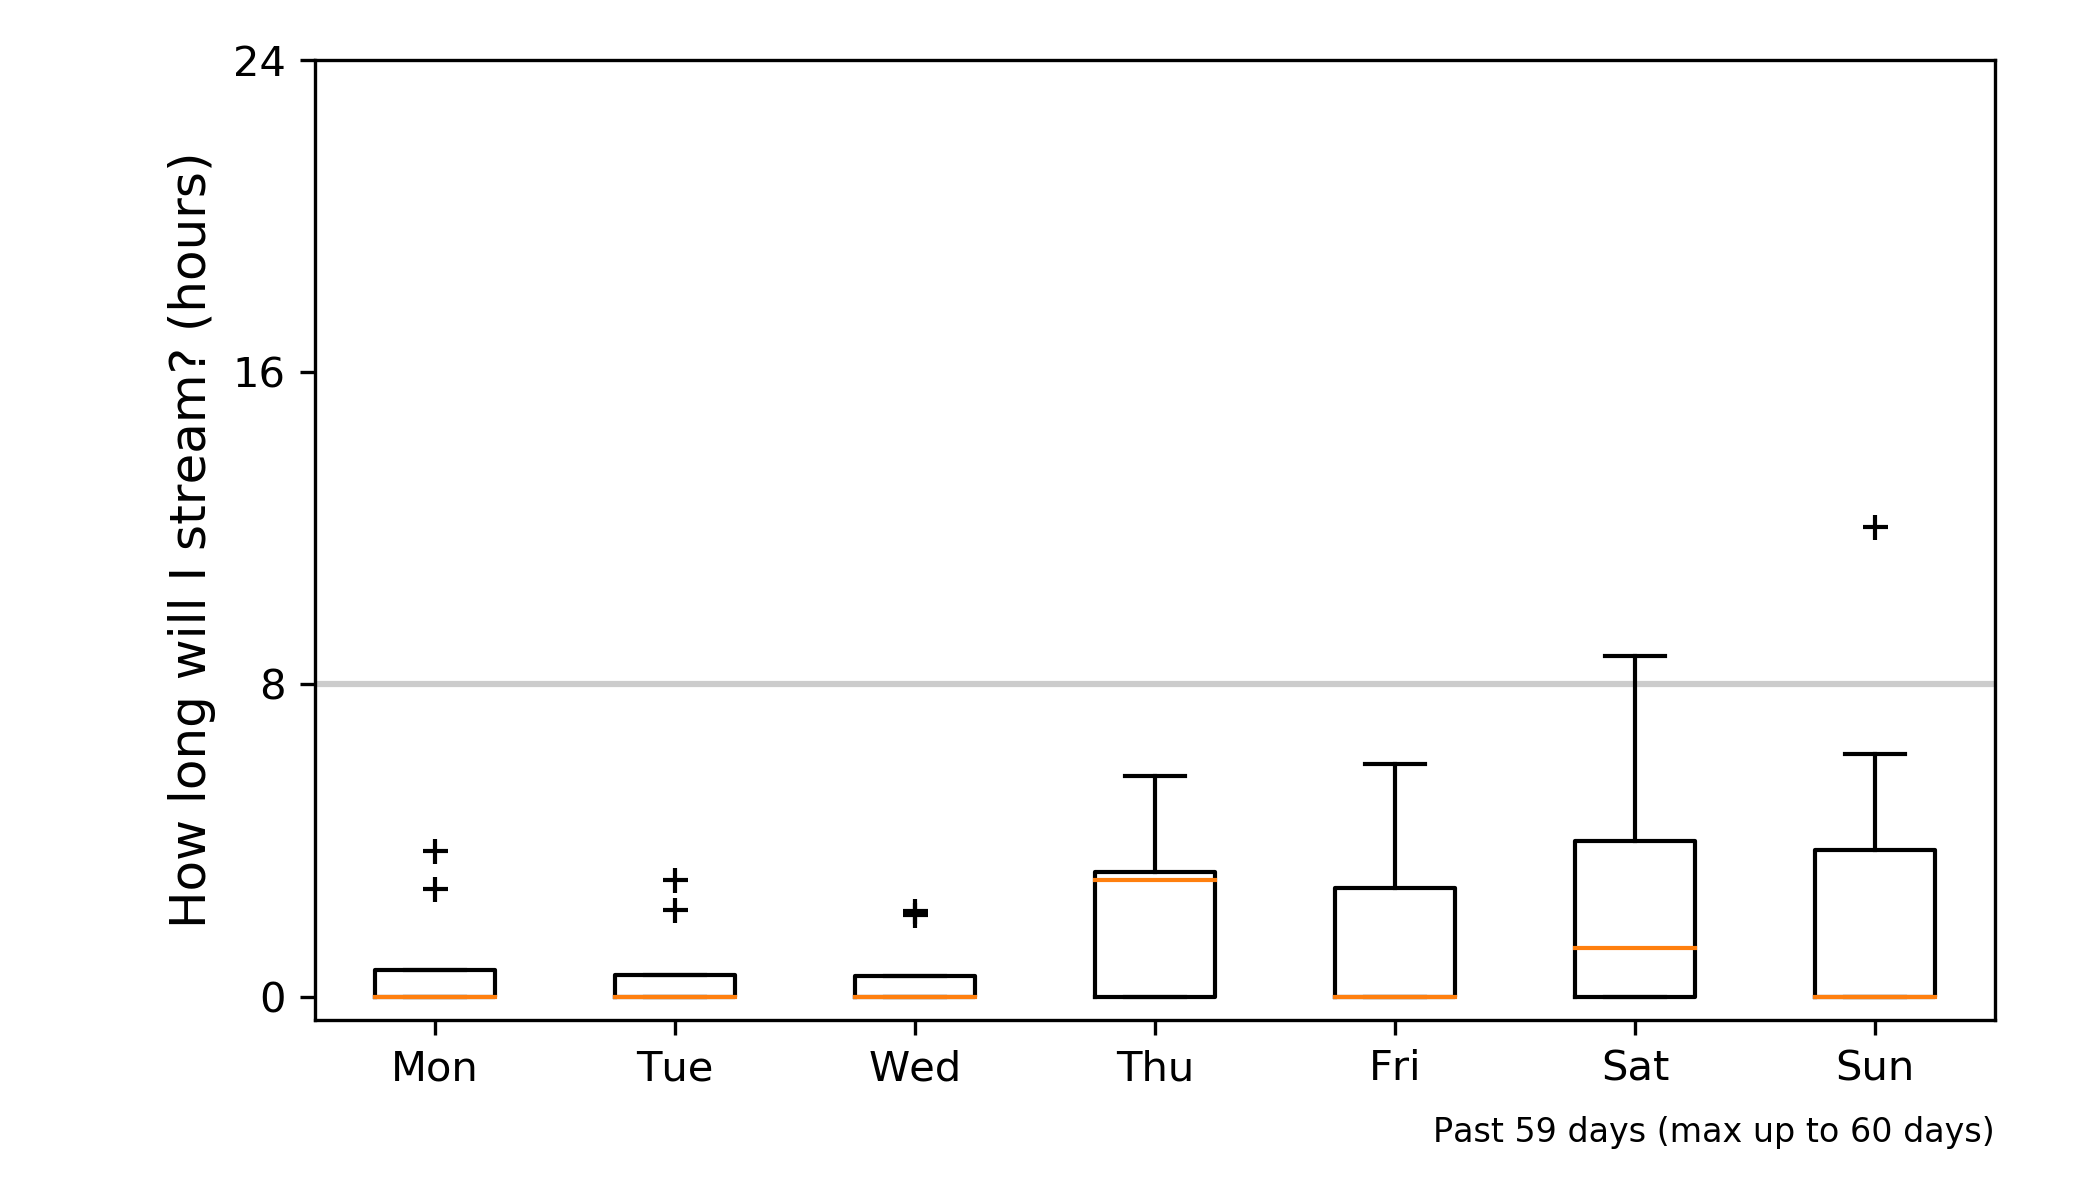 How long will I stream? (hours)
24
16
8
0
Mon Tue Wed Thu Fri Sat Sun
Past 59 days (max up to 60 days)